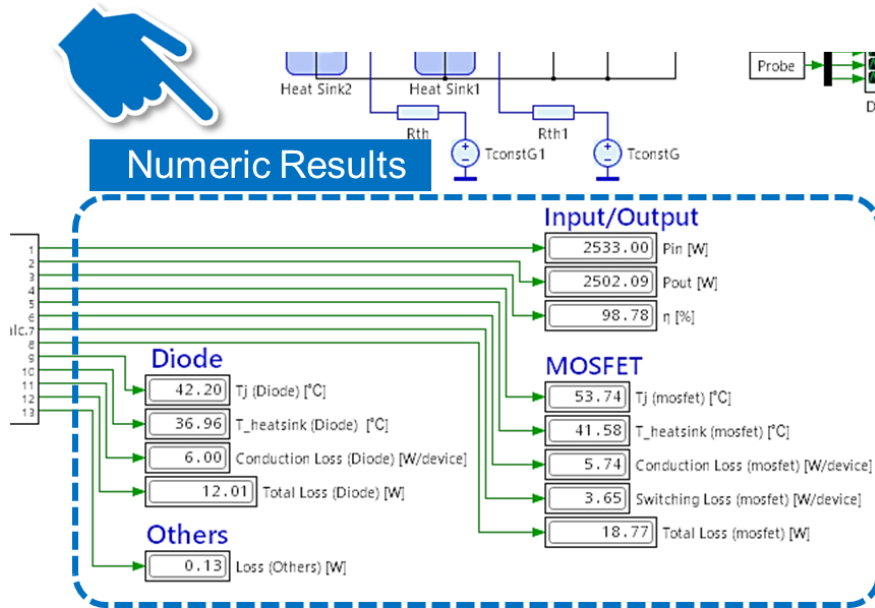 Probe
Heat Sink2
Heat Sink1
D
Rth
Rth1
TconstG1
TconstG
Numeric Results
Input/Output
1
2533.00 Pin [W]
2
2502.09 Pout [W]
3
98.78 η [%]
4
5
6
alc.7
8
9
10
11
12
13
Diode
42.20 Tj (Diode) [°C]
36.96 T_heatsink (Diode) [°C]
6.00 Conduction Loss (Diode) [W/device]
12.01 Total Loss (Diode) [W]
MOSFET
53.74 Tj (mosfet) [°C]
41.58 T_heatsink (mosfet) [°C]
5.74 Conduction Loss (mosfet) [W/device]
3.65 Switching Loss (mosfet) [W/device]
18.77 Total Loss (mosfet) [W]
Others
0.13 Loss (Others) [W]